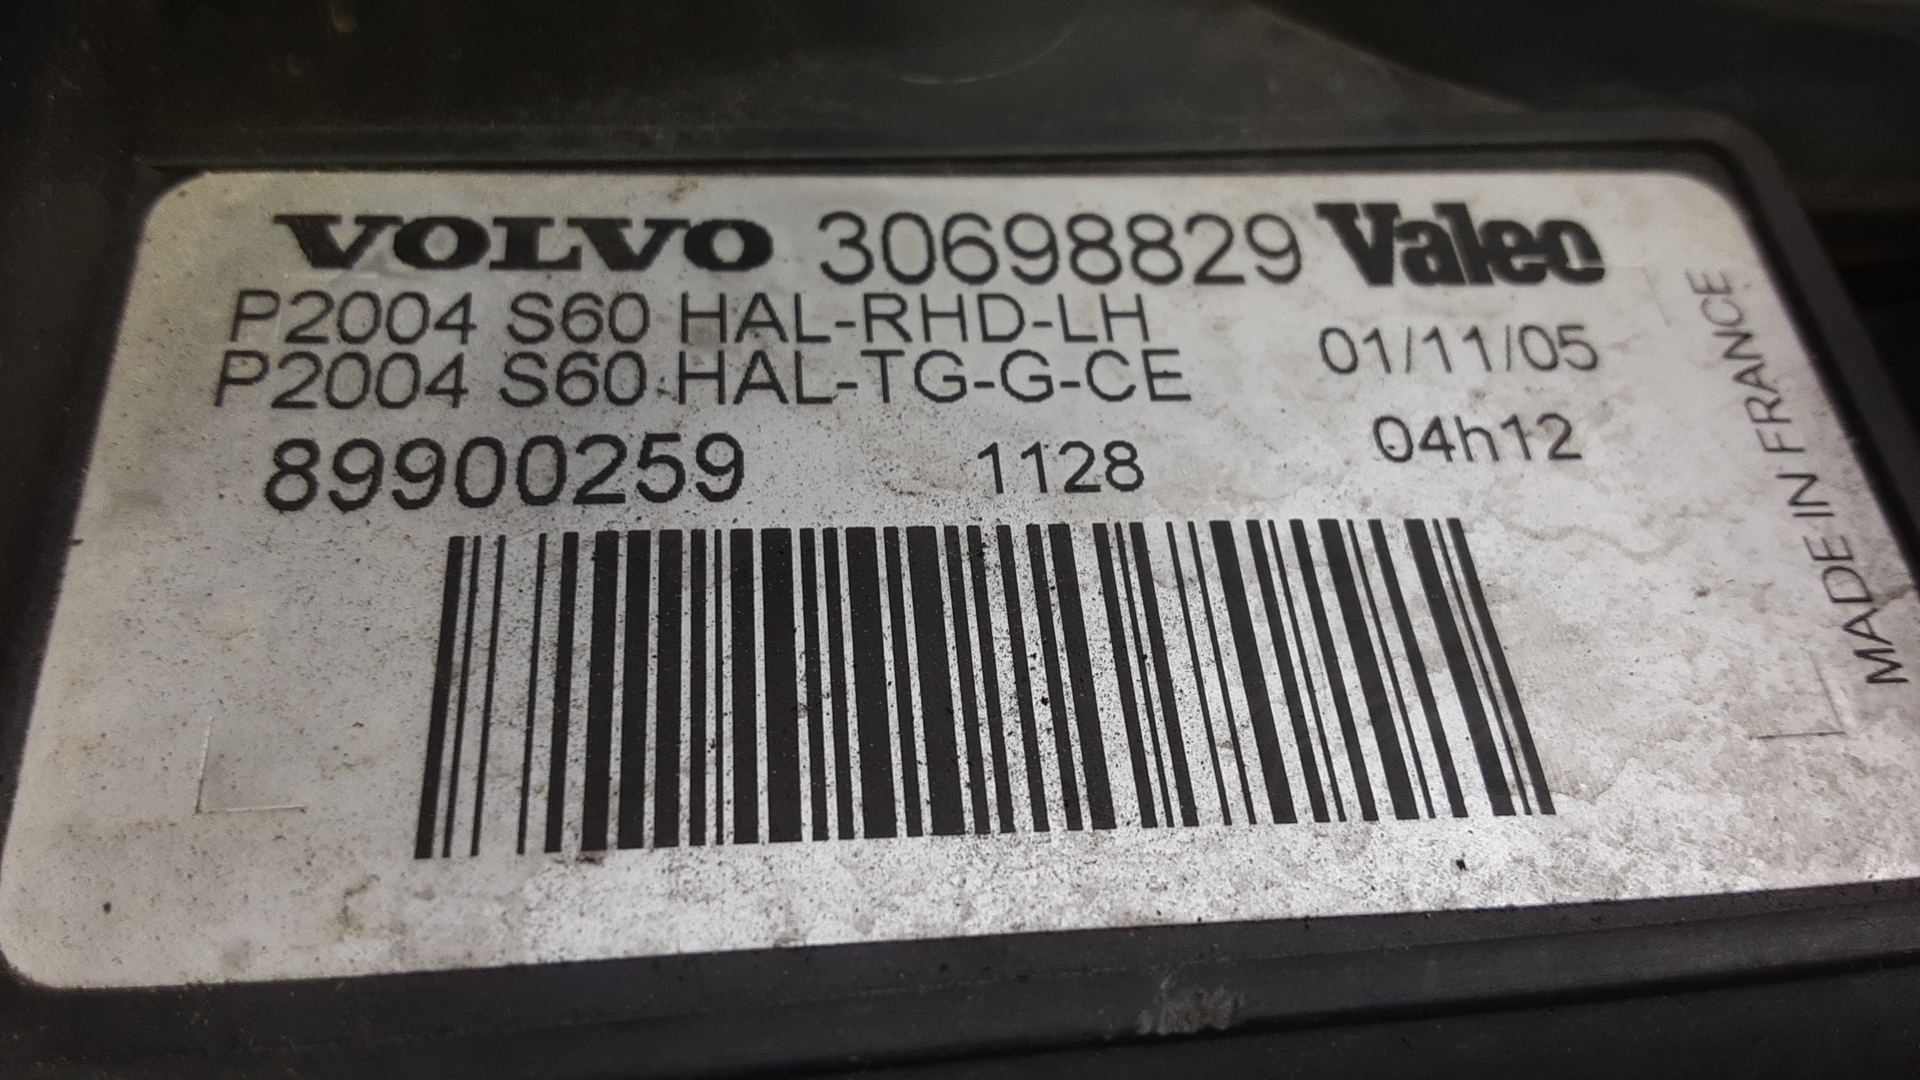 VOLVO 30698829 Valeo
P2004 S60 HAL-RHD-LH
P2004 S60 HAL-TG-G-CE
01/11/05
89900259 1128 04h12
MADE IN FRANCE